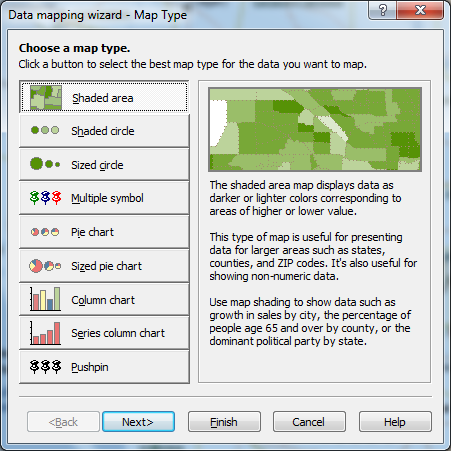 Data mapping wizard - Map Type
Choose a map type.
Click a button to select the best map type for the data you want to map.
Shaded area
Shaded circle
Sized circle
Multiple symbol
Pie chart
Sized pie chart
Column chart
Series column chart
Pushpin
The shaded area map displays data as
darker or lighter colors corresponding to
areas of higher or lower value.
This type of map is useful for presenting
data for larger areas such as states,
counties, and ZIP codes. It's also useful for
showing non-numeric data.
Use map shading to show data such as
growth in sales by city, the percentage of
people age 65 and over by county, or the
dominant political party by state.
<Back
Next>
Finish
Cancel
Help